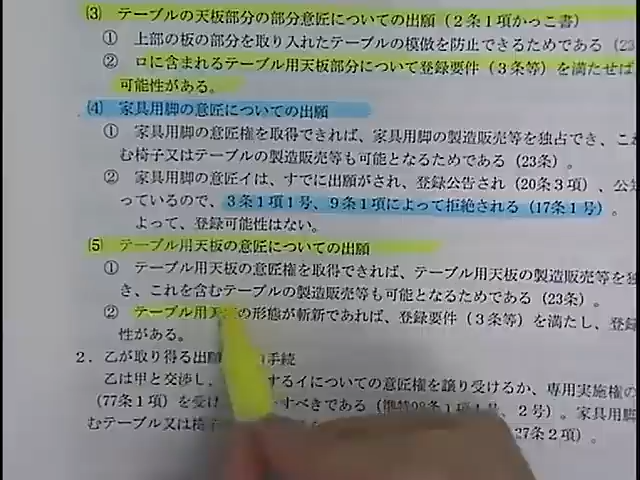 (3) テーブルの天板部分の部分意匠についての出願（２条１項かっこ書）
① 上部の板の部分を取り入れたテーブルの模倣を防止できるためである（23
② ロに含まれるテーブル用天板部分について登録要件（３条等）を満たせば
可能性がある。
(4) 家具用脚の意匠についての出願
① 家具用脚の意匠権を取得できれば、家具用脚の製造販売等を独占でき、これ
む椅子又はテーブルの製造販売等も可能となるためである（23条）。
② 家具用脚の意匠イは、すでに出願がされ、登録公告され（20条３項）、公知
っているので、３条１項１号、９条１項によって拒絶される（17条１号）。
よって、登録可能性はない。
(5) テーブル用天板の意匠についての出願
① テーブル用天板の意匠権を取得できれば、テーブル用天板の製造販売等を独
き、これを含むテーブルの製造販売等も可能となるためである（23条）。
② テーブル用天 の形態が斬新であれば、登録要件（３条等）を満たし、登録
性がある。
２．乙が取り得る出願 の手続
乙は甲と交渉し、 するイについての意匠権を譲り受けるか、専用実施権の
（77条１項）を受け すべきである（準特98条１項１号、２号）。家具用脚
むテーブル又は椅子 27条２項）。